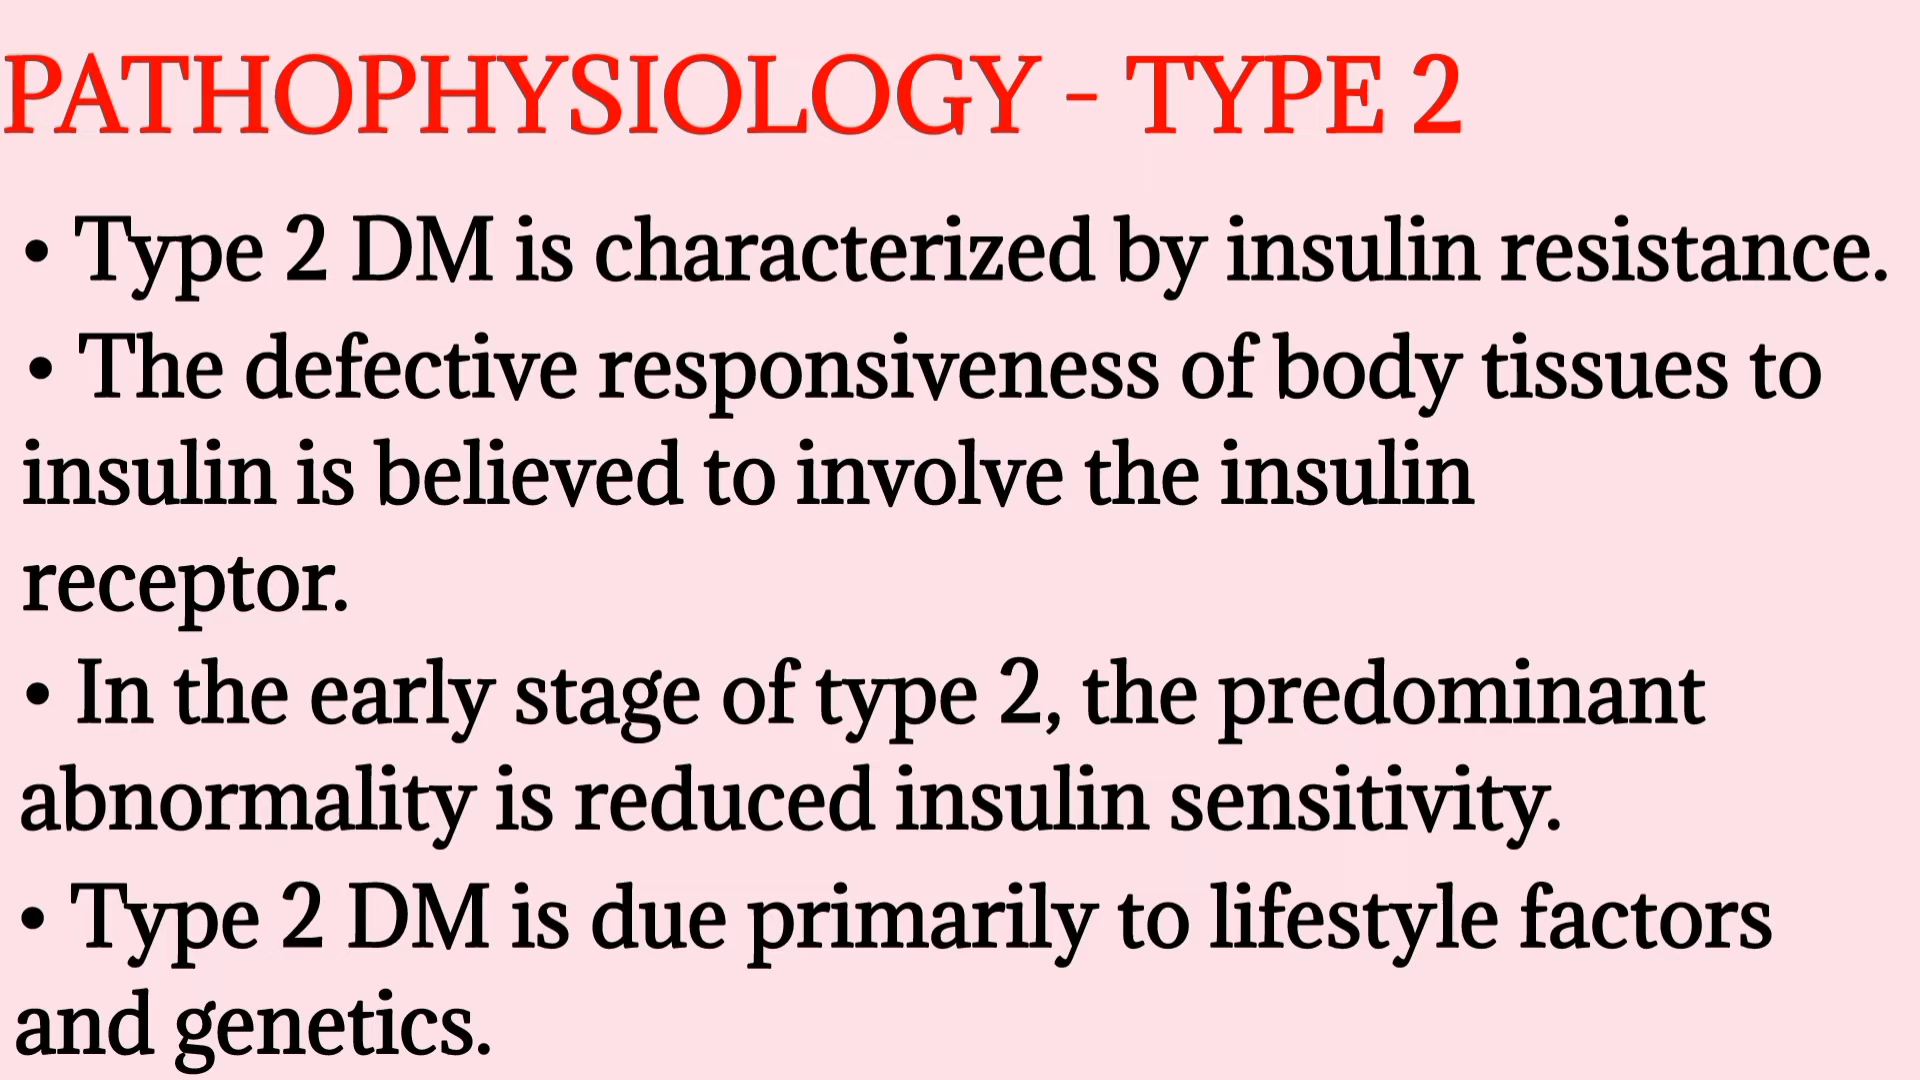 PATHOPHYSIOLOGY - TYPE 2
• Type 2 DM is characterized by insulin resistance.
• The defective responsiveness of body tissues to
insulin is believed to involve the insulin
receptor.
• In the early stage of type 2, the predominant
abnormality is reduced insulin sensitivity.
• Type 2 DM is due primarily to lifestyle factors
and genetics.